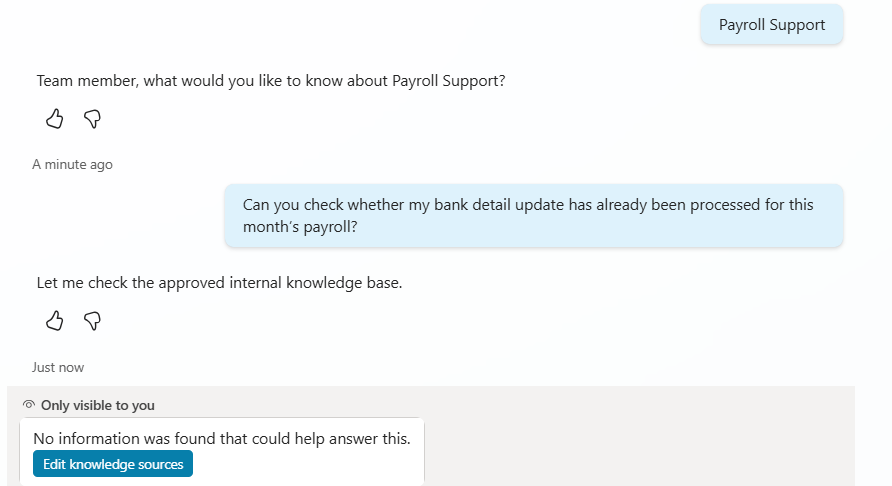 Payroll Support
Team member, what would you like to know about Payroll Support?
A minute ago
Can you check whether my bank detail update has already been processed for this
month’s payroll?
Let me check the approved internal knowledge base.
Just now
Only visible to you
No information was found that could help answer this.
Edit knowledge sources